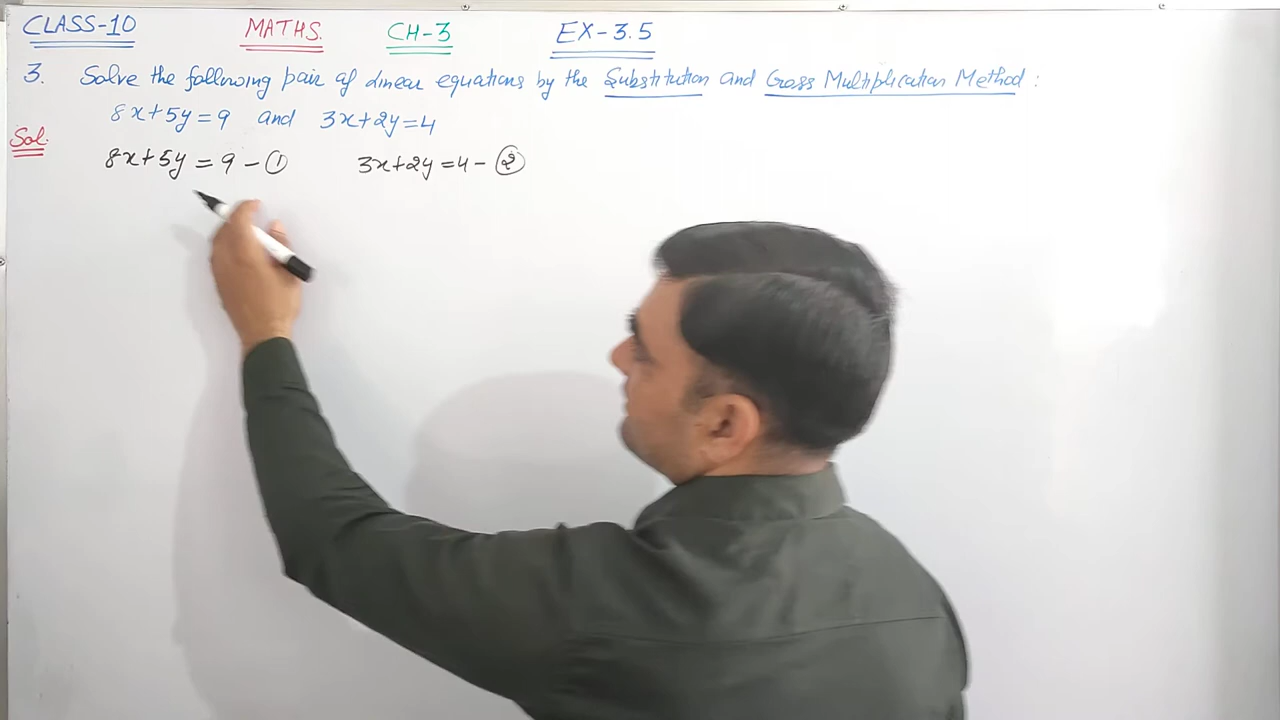 CLASS-10 MATHS. CH-3 EX-3.5
3. Solve the following pair of linear equations by the Substitution and Cross Multiplication Method:
8x+5y=9 and 3x+2y=4
Sol.
8x+5y=9-① 3x+2y=4-②